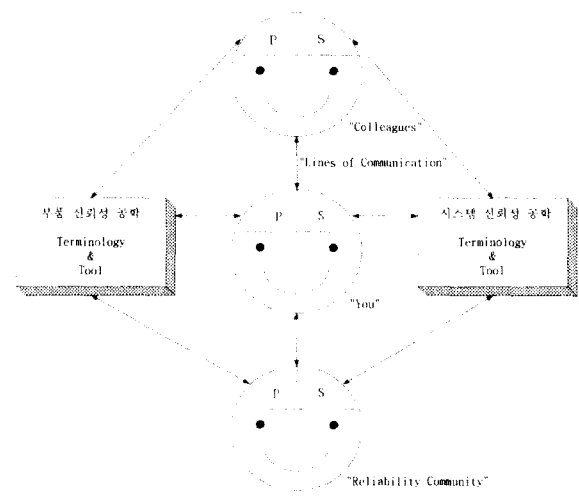 P S
"Colleagues"
"Lines of Communication"
부품 신뢰성 공학
Terminology
&
Tool
P S
시스템 신뢰성 공학
Terminology
&
Tool
"You"
P S
"Reliability Community"